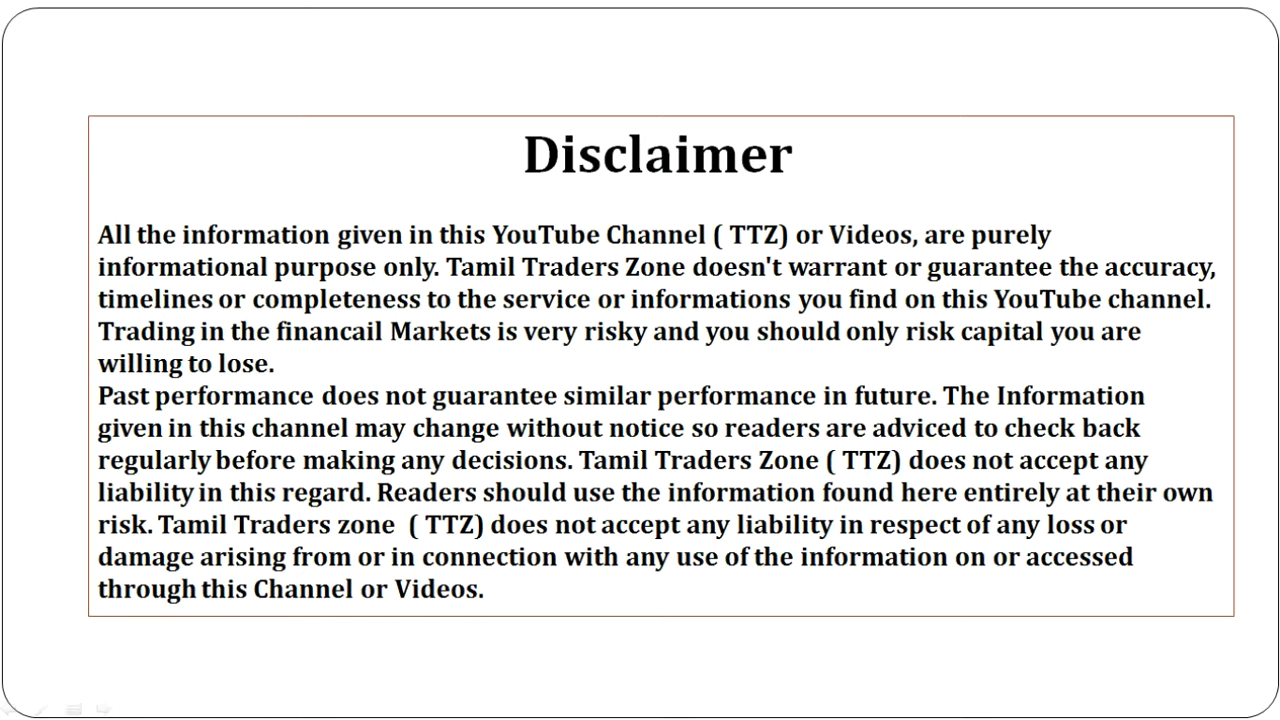 Disclaimer
All the information given in this YouTube Channel ( TTZ) or Videos, are purely
informational purpose only. Tamil Traders Zone doesn't warrant or guarantee the accuracy,
timelines or completeness to the service or informations you find on this YouTube channel.
Trading in the financail Markets is very risky and you should only risk capital you are
willing to lose.
Past performance does not guarantee similar performance in future. The Information
given in this channel may change without notice so readers are adviced to check back
regularly before making any decisions. Tamil Traders Zone ( TTZ) does not accept any
liability in this regard. Readers should use the information found here entirely at their own
risk. Tamil Traders zone  ( TTZ) does not accept any liability in respect of any loss or
damage arising from or in connection with any use of the information on or accessed
through this Channel or Videos.